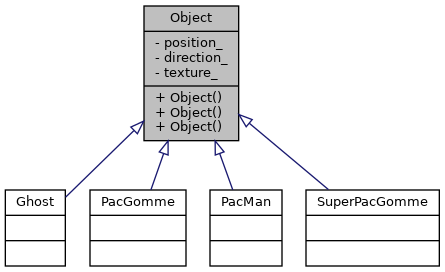 Object
- position_
- direction_
- texture_
+ Object()
+ Object()
+ Object()
Ghost
PacGomme
PacMan
SuperPacGomme